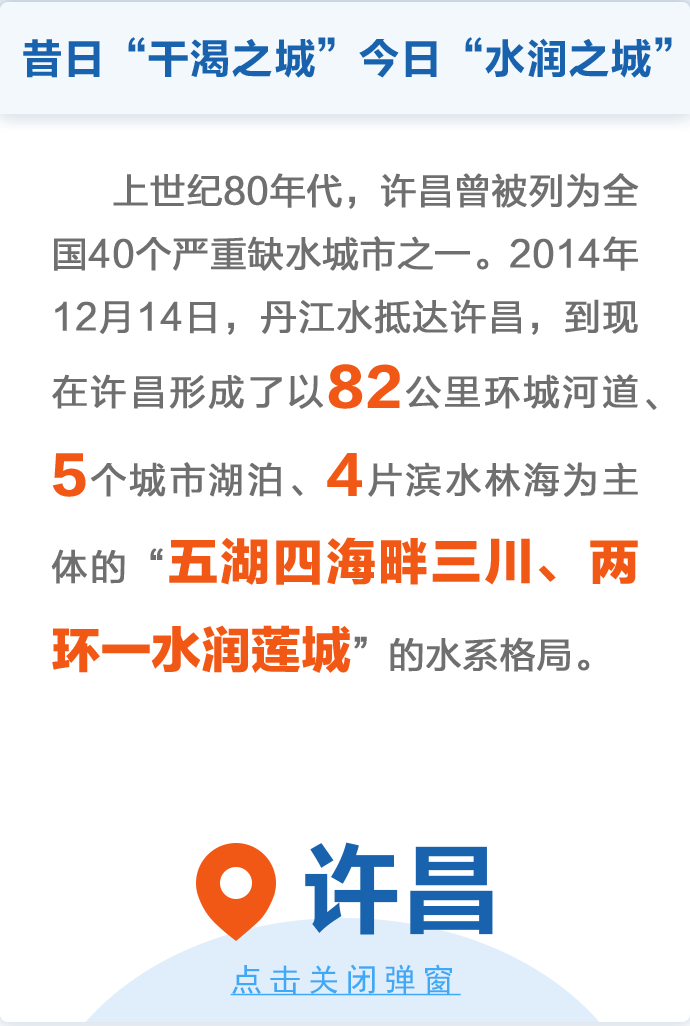 昔日“干渴之城”今日“水润之城”
上世纪80年代，许昌曾被列为全
国40个严重缺水城市之一。2014年
12月14日，丹江水抵达许昌，到现
在许昌形成了以82公里环城河道、
5个城市湖泊、4片滨水林海为主
体的“五湖四海畔三川、两
环一水润莲城”的水系格局。
许昌
点击关闭弹窗